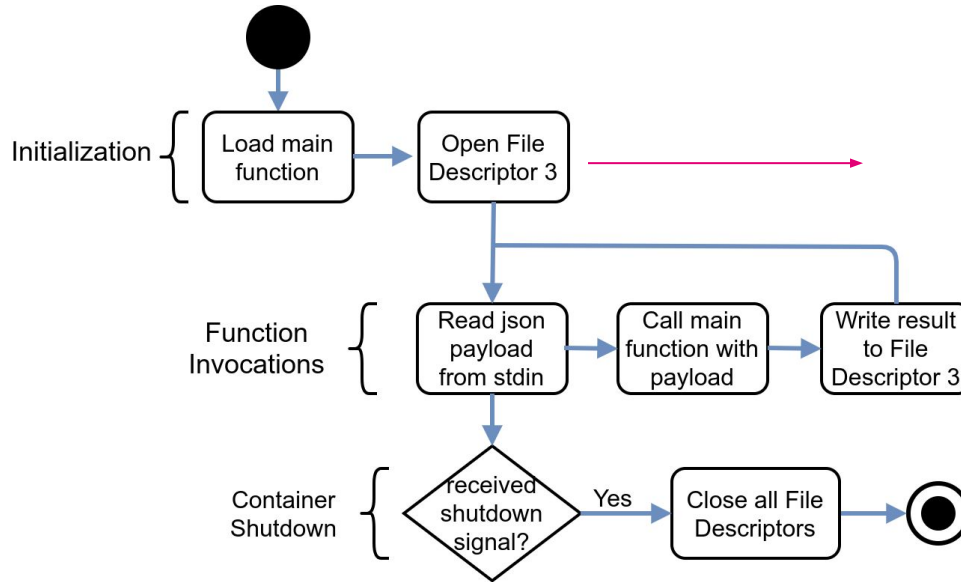 Initialization
Load main
function
Open File
Descriptor 3
Function
Invocations
Read json
payload
from stdin
Call main
function with
payload
Write result
to File
Descriptor 3
Container
Shutdown
received
shutdown
signal?
Yes
Close all File
Descriptors